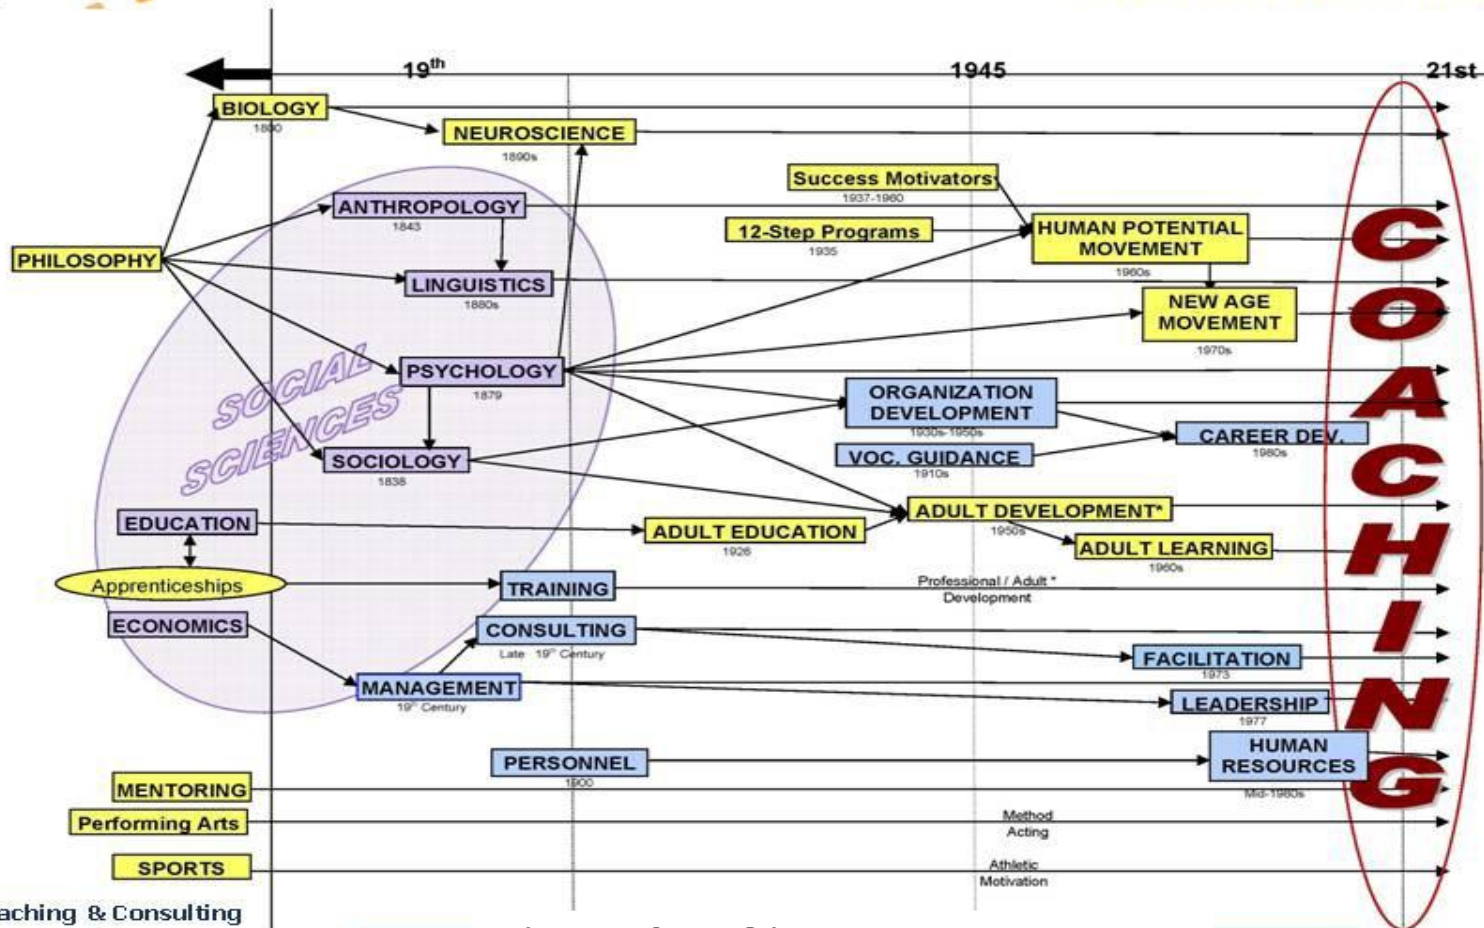 19th
1945
21st
BIOLOGY
1800
NEUROSCIENCE
1890s
Success Motivators
1937-1960
ANTHROPOLOGY
1843
12-Step Programs
1935
HUMAN POTENTIAL
MOVEMENT
1960s
PHILOSOPHY
LINGUISTICS
1880s
NEW AGE
MOVEMENT
1970s
PSYCHOLOGY
1879
SOCIAL
SCIENCES
ORGANIZATION
DEVELOPMENT
1930s-1950s
CAREER DEV.
1980s
VOC. GUIDANCE
1910s
SOCIOLOGY
1838
EDUCATION
ADULT EDUCATION
1926
ADULT DEVELOPMENT*
1950s
ADULT LEARNING
1960s
Apprenticeships
TRAINING
Professional / Adult *
Development
ECONOMICS
CONSULTING
Late 19th Century
FACILITATION
1973
MANAGEMENT
19th Century
LEADERSHIP
1977
PERSONNEL
1900
HUMAN
RESOURCES
Mid-1980s
MENTORING
Performing Arts
Method
Acting
SPORTS
Athletic
Motivation
COACHING
aching & Consulting